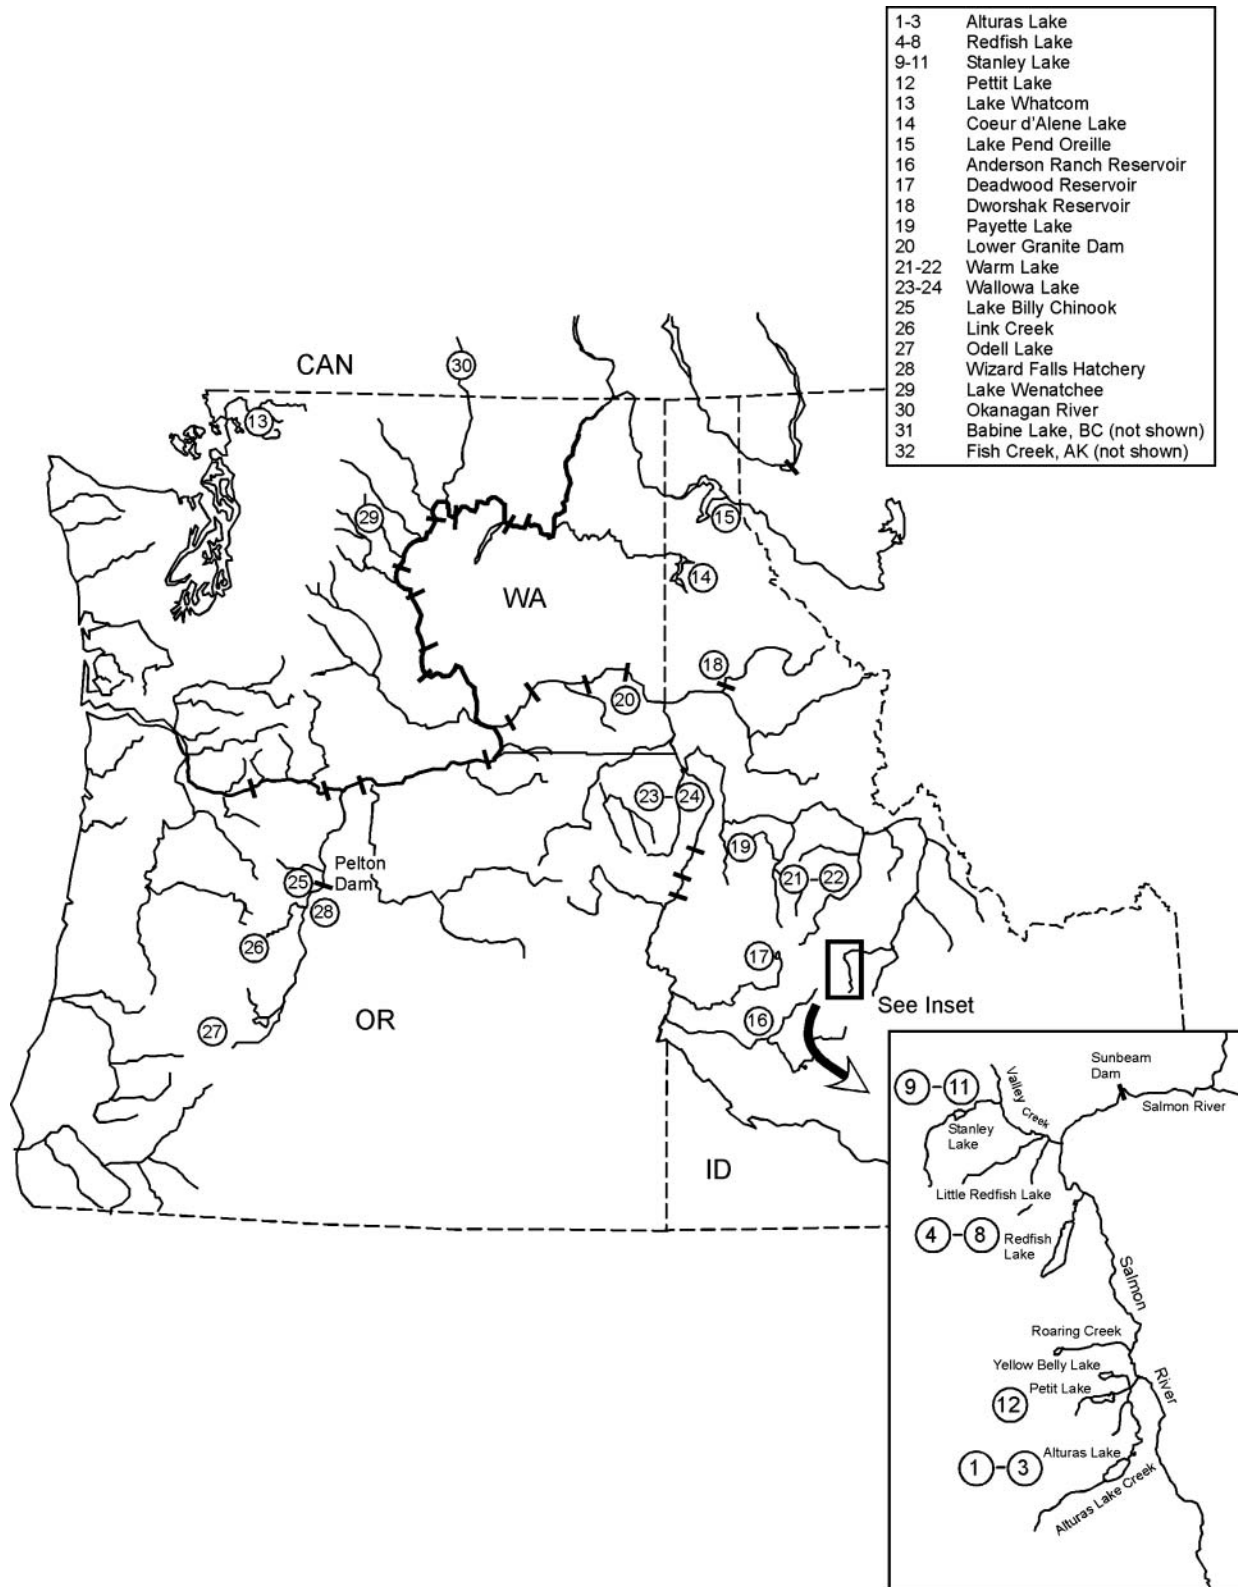 1-3 Alturas Lake
4-8 Redfish Lake
9-11 Stanley Lake
12 Pettit Lake
13 Lake Whatcom
14 Coeur d'Alene Lake
15 Lake Pend Oreille
16 Anderson Ranch Reservoir
17 Deadwood Reservoir
18 Dworshak Reservoir
19 Payette Lake
20 Lower Granite Dam
21-22 Warm Lake
23-24 Wallowa Lake
25 Lake Billy Chinook
26 Link Creek
27 Odell Lake
28 Wizard Falls Hatchery
29 Lake Wenatchee
30 Okanagan River
31 Babine Lake, BC (not shown)
32 Fish Creek, AK (not shown)
CAN
30
13
29
15
14
WA
18
20
23-24
19
Pelton
Dam
25
21-22
28
26
17
See Inset
27
OR
16
ID
Sunbeam
Dam
9-11
Valley Creek
Salmon River
Stanley
Lake
Little Redfish Lake
4-8
Redfish
Lake
Salmon River
Roaring Creek
Yellow Belly Lake
Petit Lake
12
Alturas Lake
1-3
Alturas Lake Creek